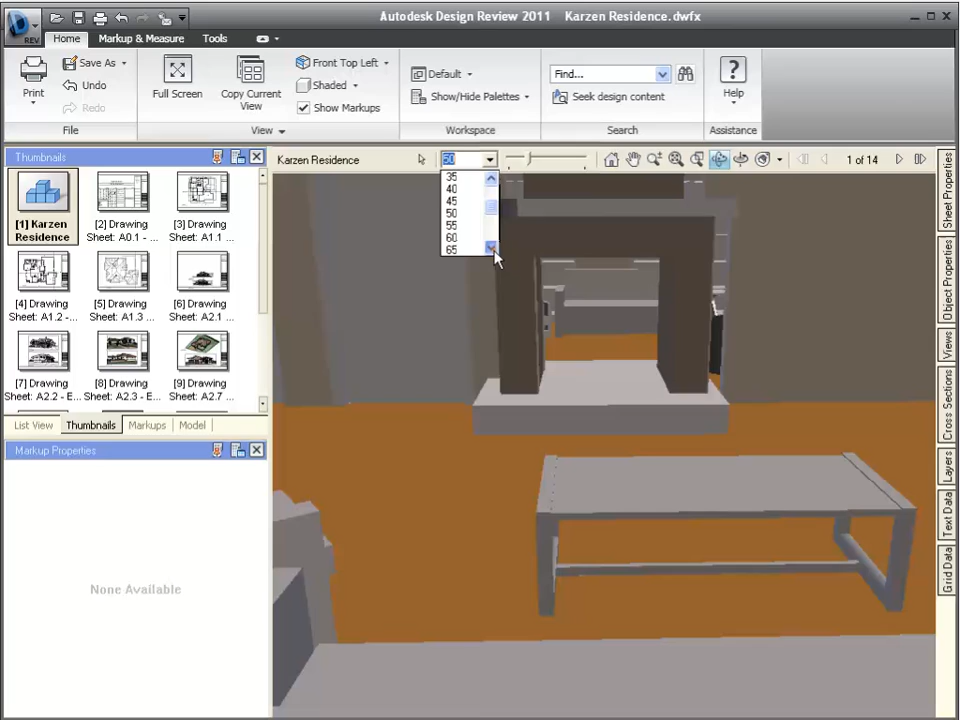 Autodesk Design Review 2011 Karzen Residence.dwfx
REV
Home Markup & Measure Tools
Print
Save As
Undo
Redo
File
Full Screen
Copy Current
View
Front Top Left
Shaded
Show Markups
View
Default
Show/Hide Palettes
Workspace
Find...
Seek design content
Search
Help
Assistance
Thumbnails
Karzen Residence
1 of 14
35
40
45
50
55
60
65
[1] Karzen
Residence
[2] Drawing
Sheet: A0.1 - ...
[3] Drawing
Sheet: A1.1 ...
[4] Drawing
Sheet: A1.2 -...
[5] Drawing
Sheet: A1.3 ...
[6] Drawing
Sheet: A2.1 ...
[7] Drawing
Sheet: A2.2 - E...
[8] Drawing
Sheet: A2.3 - E...
[9] Drawing
Sheet: A2.7 ...
List View Thumbnails Markups Model
Markup Properties
None Available
Sheet Properties
Object Properties
Views
Cross Sections
Layers
Text Data
Grid Data